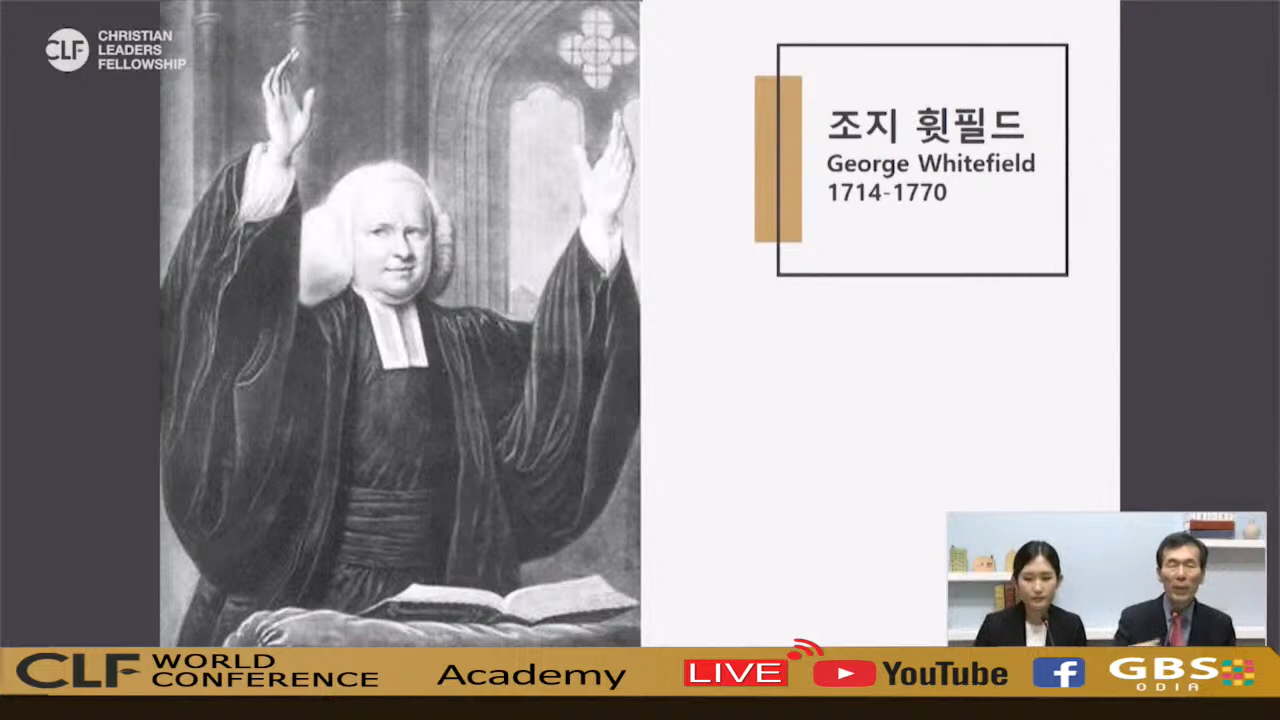 CLF
CHRISTIAN
LEADERS
FELLOWSHIP
조지 휫필드
George Whitefield
1714-1770
CLF WORLD
CONFERENCE
Academy
LIVE
YouTube
f
GBS
ODIA